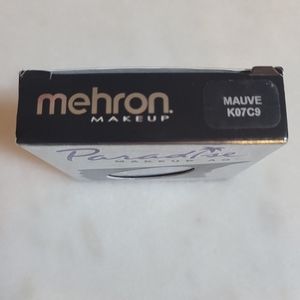 mehron.
MAKEUP
MAUVE
K07C9
Paradise
MAKEUP AQ